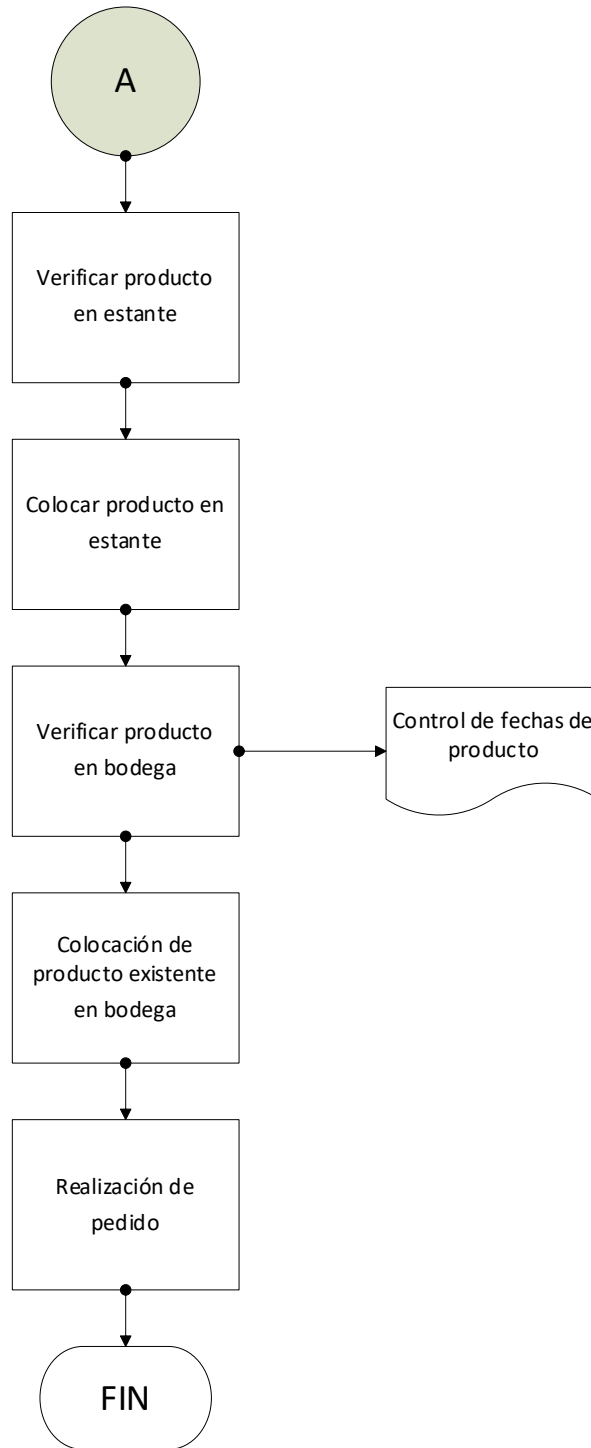 A
Verificar producto
en estante
Colocar producto en
estante
Verificar producto
en bodega
Control de fechas de
producto
Colocación de
producto existente
en bodega
Realización de
pedido
FIN